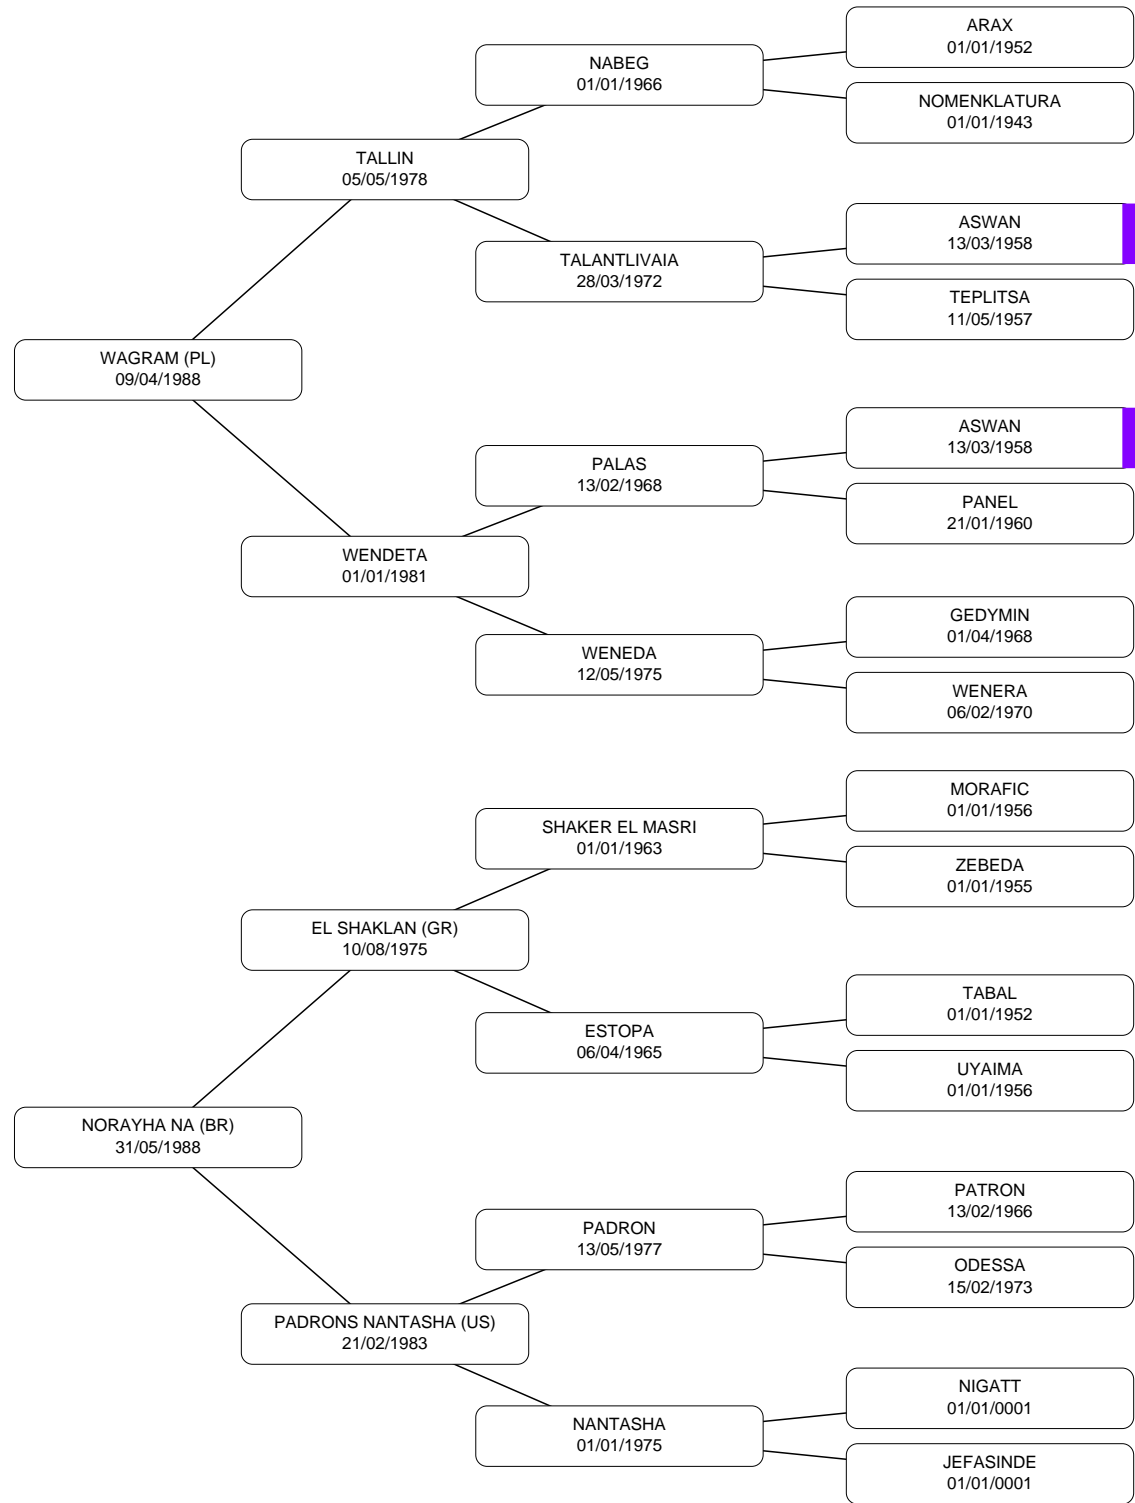 ARAX
01/01/1952
NABEG
01/01/1966
NOMENKLATURA
01/01/1943
TALLIN
05/05/1978
ASWAN
13/03/1958
TALANTLIVAIA
28/03/1972
TEPLITSA
11/05/1957
WAGRAM (PL)
09/04/1988
ASWAN
13/03/1958
PALAS
13/02/1968
PANEL
21/01/1960
WENDETA
01/01/1981
GEDYMIN
01/04/1968
WENEDA
12/05/1975
WENERA
06/02/1970
MORAFIC
01/01/1956
SHAKER EL MASRI
01/01/1963
ZEBEDA
01/01/1955
EL SHAKLAN (GR)
10/08/1975
TABAL
01/01/1952
ESTOPA
06/04/1965
UYAIMA
01/01/1956
NORAYHA NA (BR)
31/05/1988
PATRON
13/02/1966
PADRON
13/05/1977
ODESSA
15/02/1973
PADRONS NANTASHA (US)
21/02/1983
NIGATT
01/01/0001
NANTASHA
01/01/1975
JEFASINDE
01/01/0001